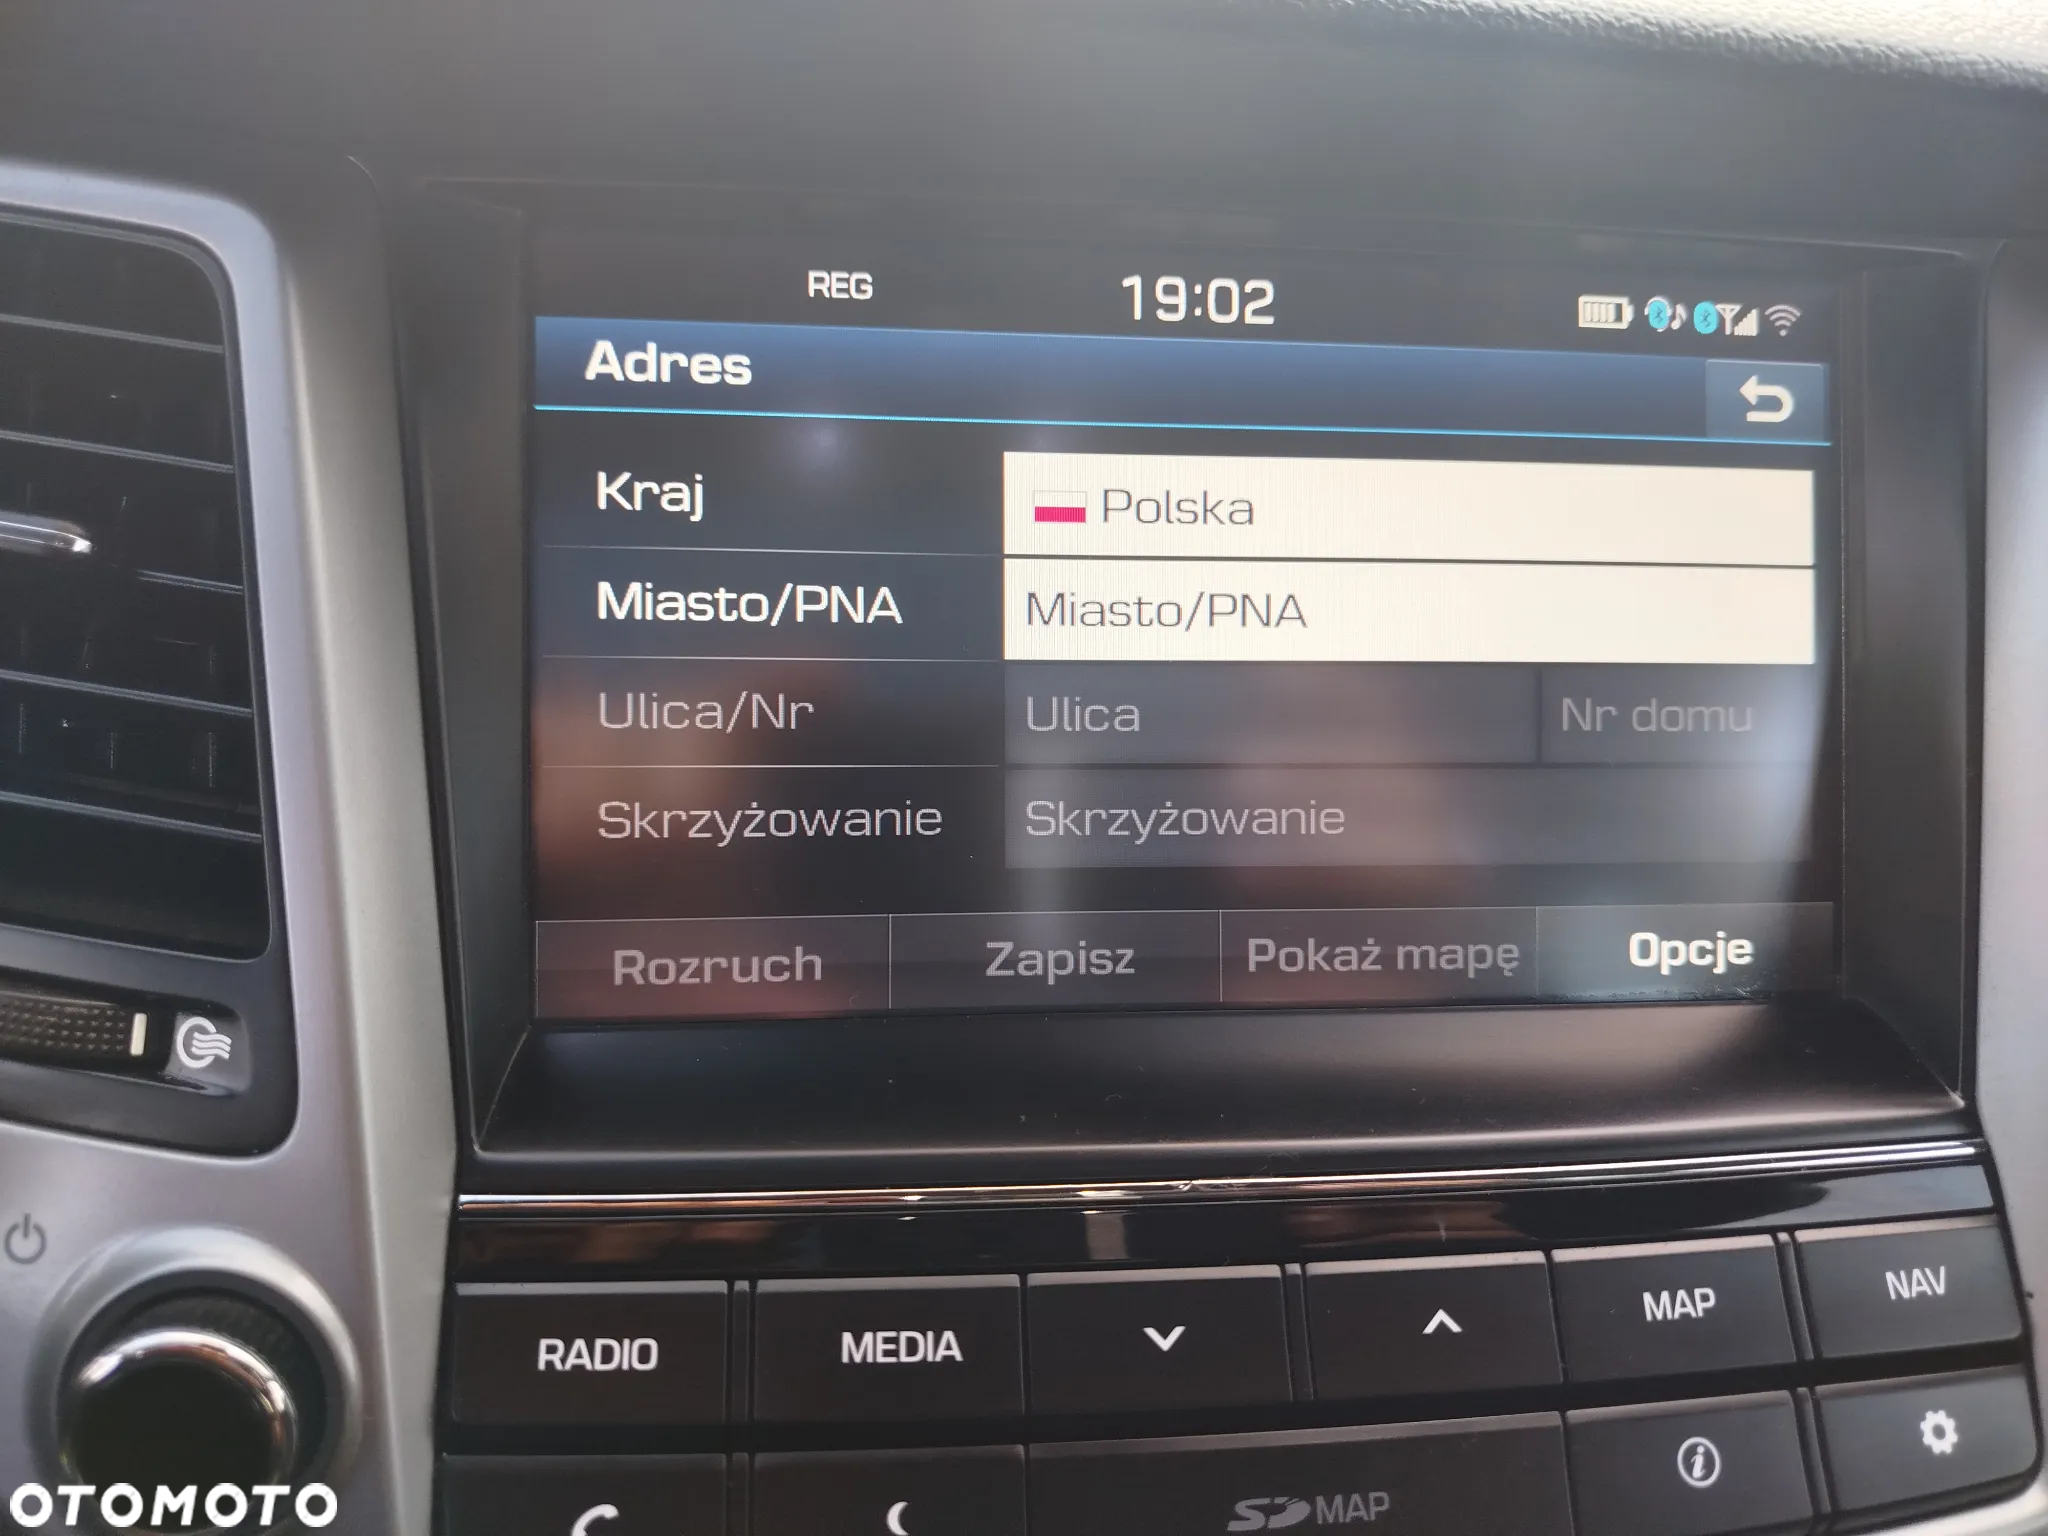 REG 19:02
Adres
Kraj Polska
Miasto/PNA Miasto/PNA
Ulica/Nr Ulica Nr domu
Skrzyżowanie Skrzyżowanie
Rozruch Zapisz Pokaż mapę Opcje
RADIO MEDIA MAP NAV
SD MAP
OTOMOTO